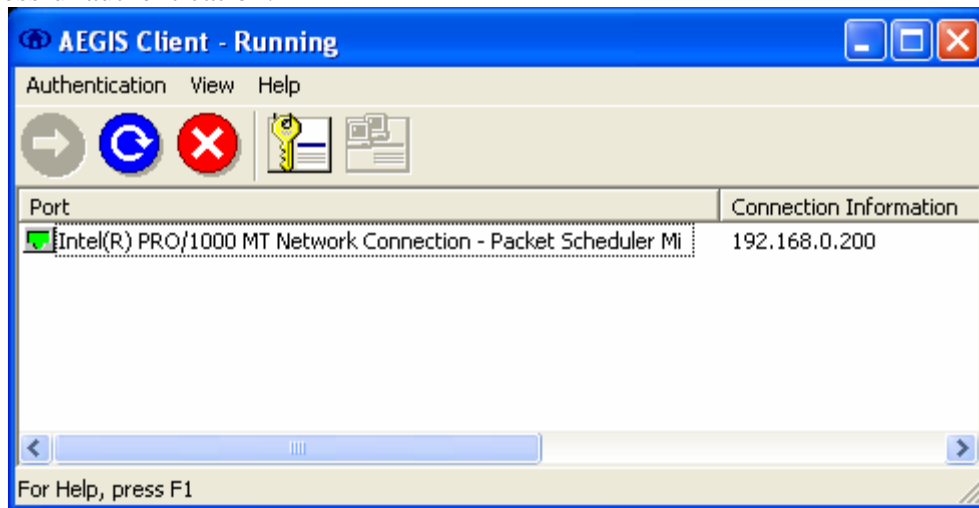 AEGIS Client - Running
Authentication View Help
Port Connection Information
Intel(R) PRO/1000 MT Network Connection - Packet Scheduler Mi 192.168.0.200
For Help, press F1